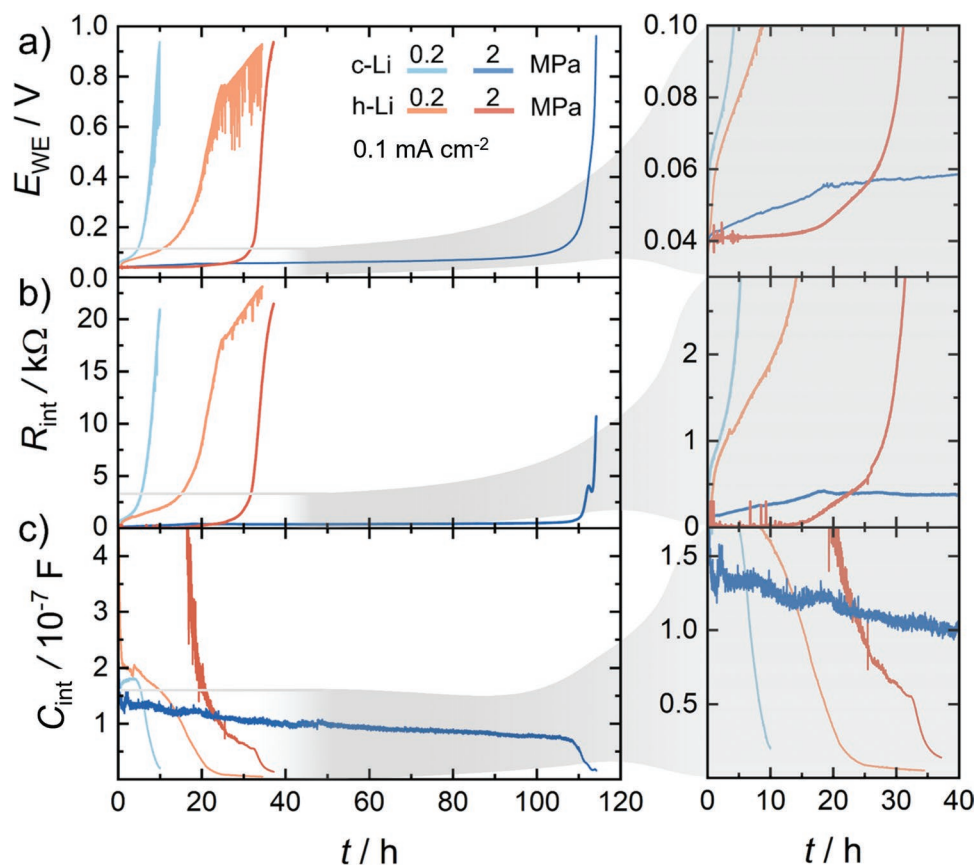 a)
E_WE / V
1.0
0.8
0.6
0.4
0.2
0.0
c-Li 0.2 2 MPa
h-Li 0.2 2 MPa
0.1 mA cm⁻²
0.10
0.08
0.06
0.04
b)
R_int / kΩ
20
15
10
5
0
2
1
0
c)
C_int / 10⁻⁷ F
4
3
2
1
1.5
1.0
0.5
0 20 40 60 80 100 120
0 10 20 30 40
t / h
t / h